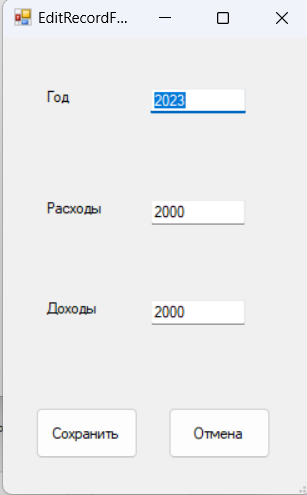 EditRecordF...
Год
2023
Расходы
2000
Доходы
2000
Сохранить
Отмена